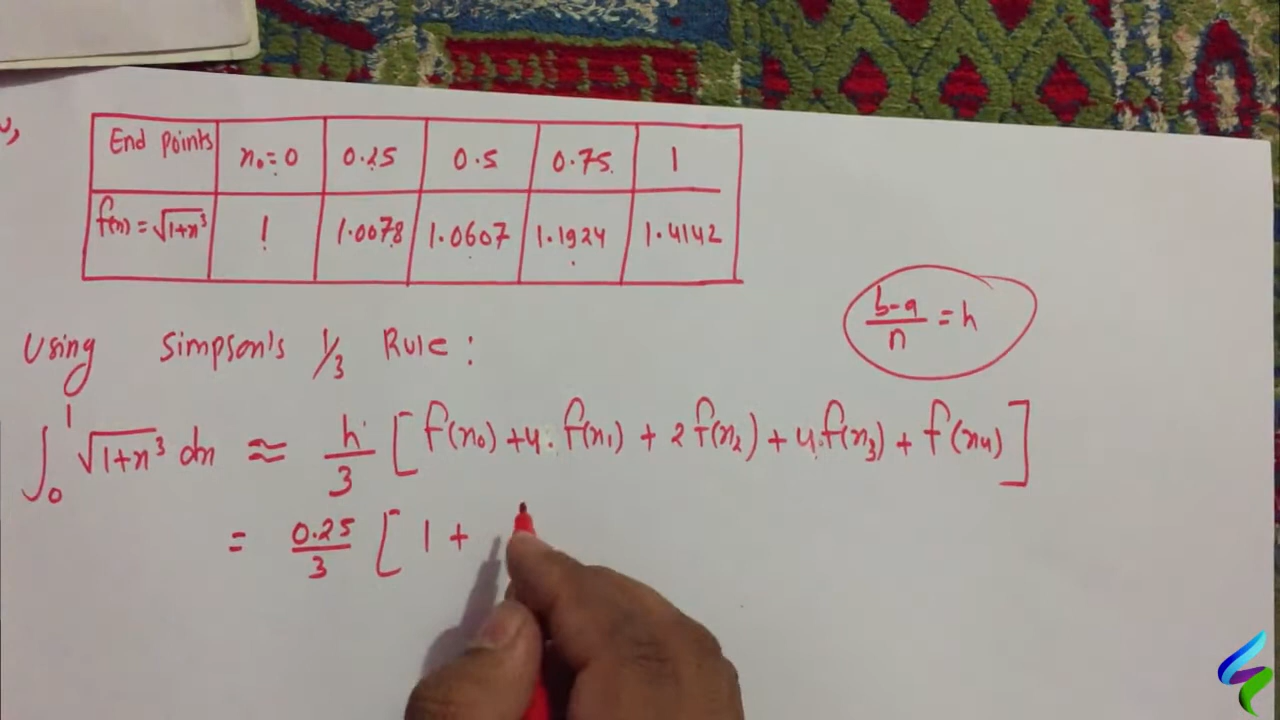 End points x₀=0 0.25 0.5 0.75 1
f(x) = √1+x³ 1 1.0078 1.0607 1.1924 1.4142
b-a/n = h
Using Simpson's 1/3 Rule:
∫₀¹ √1+x³ dx ≈ h/3 [f(x₀) + 4.f(x₁) + 2f(x₂) + 4.f(x₃) + f(x₄)]
= 0.25/3 [ 1 +